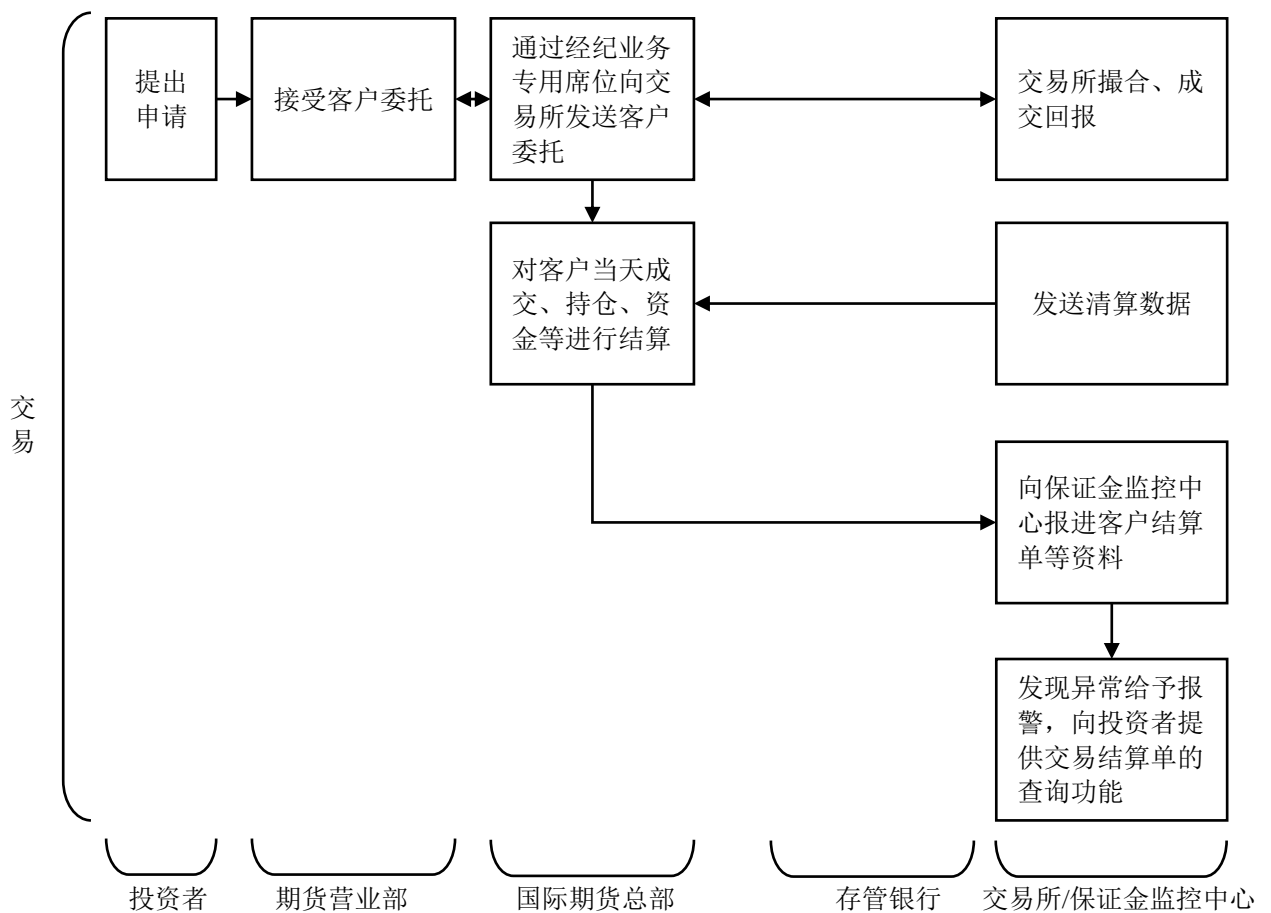 提出
申请
接受客户委托
通过经纪业务
专用席位向交
易所发送客户
委托
交易所撮合、成
交回报
对客户当天成
交、持仓、资
金等进行结算
发送清算数据
交
易
向保证金监控中
心报进客户结算
单等资料
发现异常给予报
警，向投资者提
供交易结算单的
查询功能
投资者
期货营业部
国际期货总部
存管银行
交易所/保证金监控中心